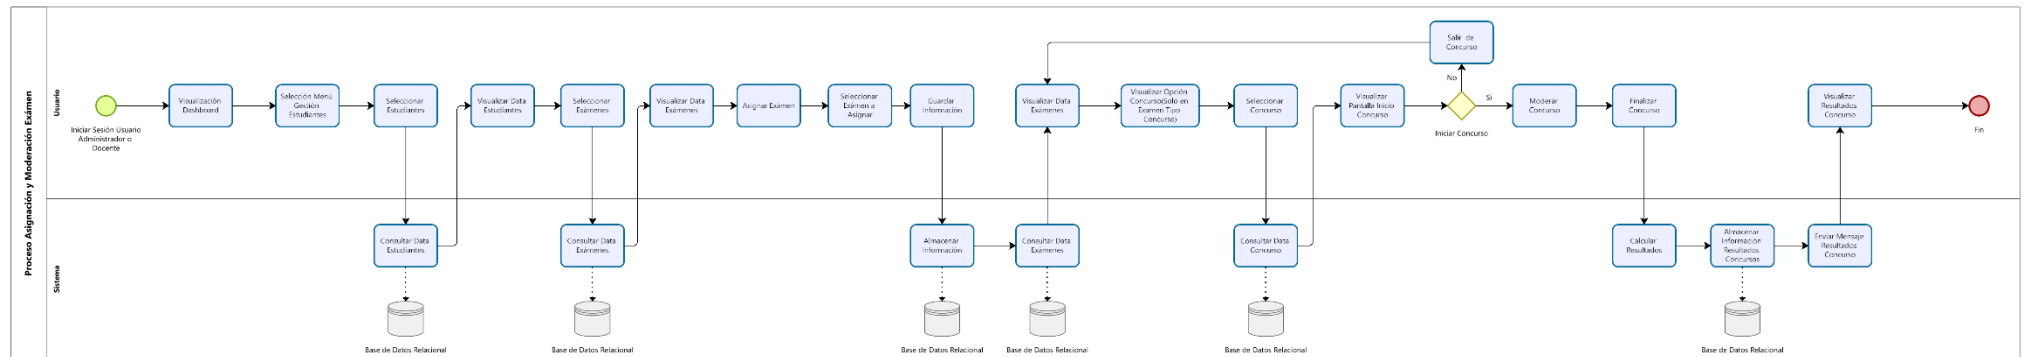 Proceso Asignación y Moderación Exámen
Usuario
Sistema
Iniciar Sesión Usuario
Administrador o
Docente
Visualización
Dashboard
Selección Menú
Gestión
Estudiantes
Seleccionar
Estudiantes
Visualizar Data
Estudiantes
Seleccionar
Exámenes
Visualizar Data
Exámenes
Asignar Exámen
Seleccionar
Exámen a
Asignar
Guardar
Información
Visualizar Data
Exámenes
Visualizar Opción
Concurso(Solo en
Examen Tipo
Concurso)
Seleccionar
Concurso
Visualizar
Pantalla Inicio
Concurso
Salir de
Concurso
No
Si
Iniciar Concurso
Moderar
Concurso
Finalizar
Concurso
Visualizar
Resultados
Concurso
Fin
Consultar Data
Estudiantes
Consultar Data
Exámenes
Almacenar
Información
Consultar Data
Exámenes
Consultar Data
Concurso
Calcular
Resultados
Almacenar
Información
Resultados
Concursos
Enviar Mensaje
Resultados
Concurso
Base de Datos Relacional
Base de Datos Relacional
Base de Datos Relacional
Base de Datos Relacional
Base de Datos Relacional
Base de Datos Relacional